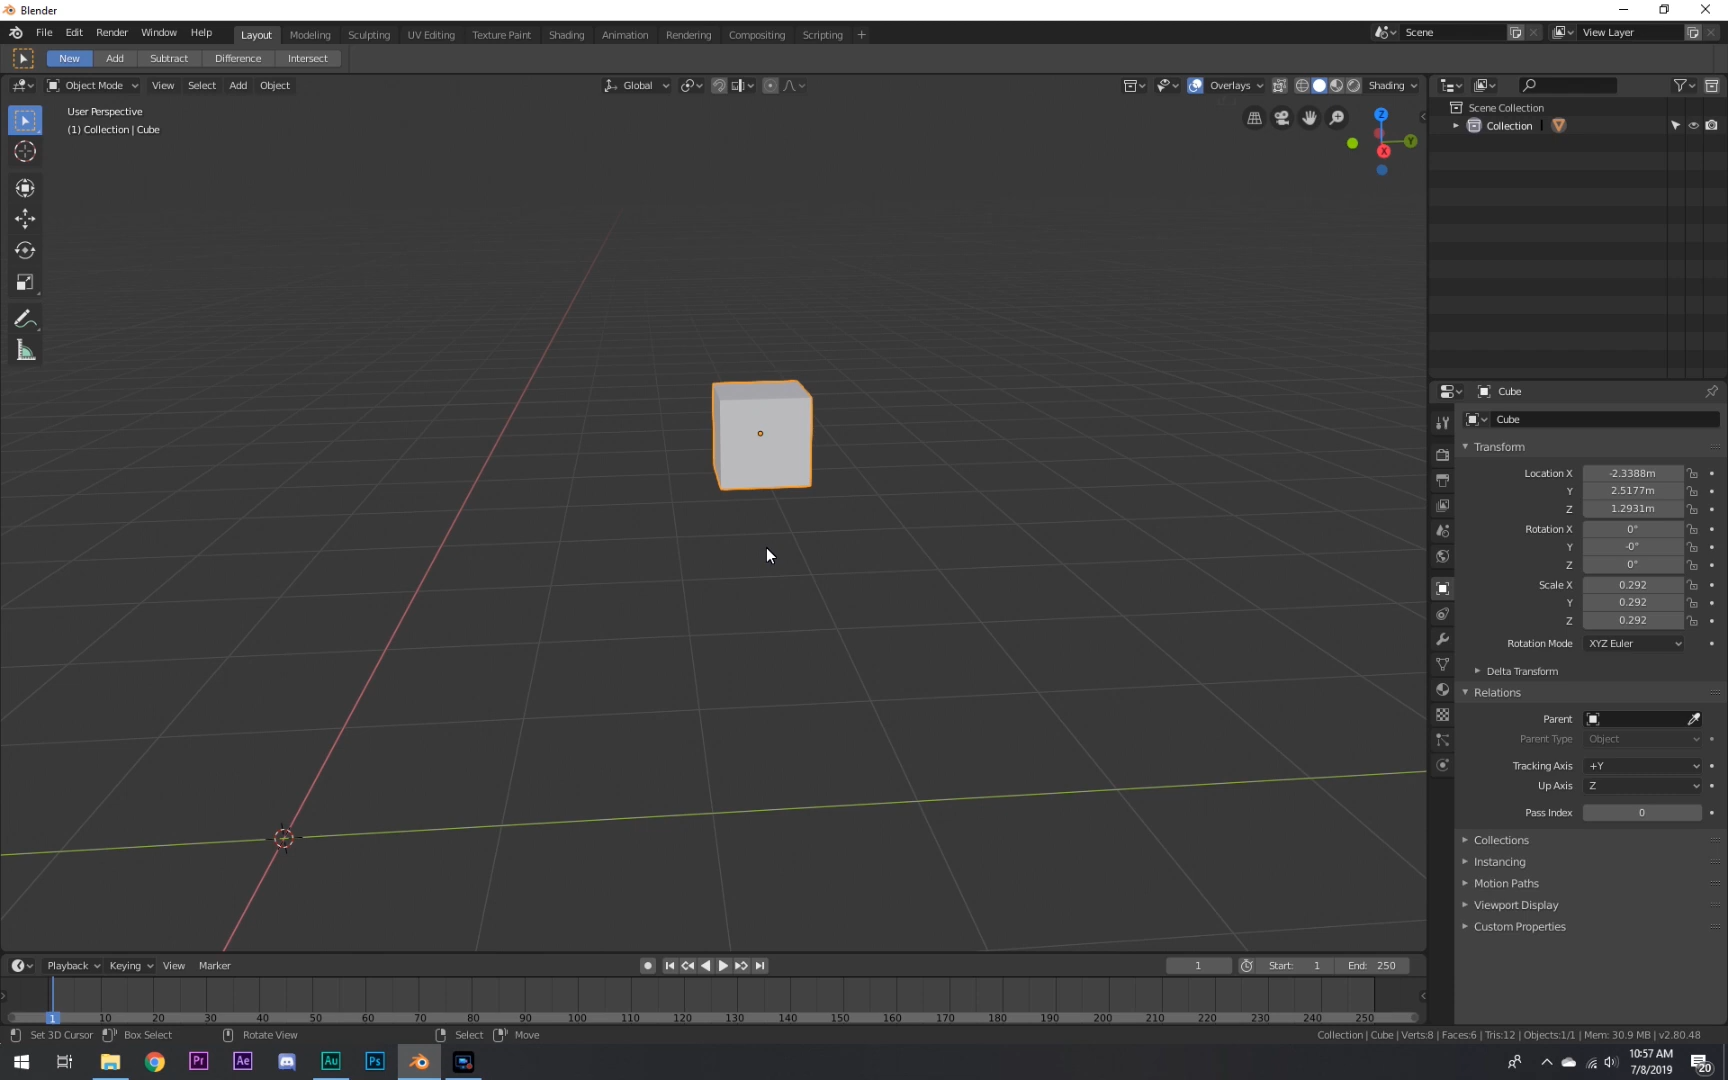 Blender
File Edit Render Window Help Layout Modeling Sculpting UV Editing Texture Paint Shading Animation Rendering Compositing Scripting + Scene View Layer
New Add Subtract Difference Intersect
Object Mode View Select Add Object Global Overlays Shading
User Perspective
(1) Collection | Cube
Z
Y
X
Scene Collection
Collection
Cube
Cube
Transform
Location X -2.3388m
Y 2.5177m
Z 1.2931m
Rotation X 0°
Y -0°
Z 0°
Scale X 0.292
Y 0.292
Z 0.292
Rotation Mode XYZ Euler
Delta Transform
Relations
Parent
Parent Type Object
Tracking Axis +Y
Up Axis Z
Pass Index 0
Collections
Instancing
Motion Paths
Viewport Display
Custom Properties
Playback Keying View Marker 1 Start: 1 End: 250
1 10 20 30 40 50 60 70 80 90 100 110 120 130 140 150 160 170 180 190 200 210 220 230 240 250
Set 3D Cursor Box Select Rotate View Select Move Collection | Cube | Verts:8 | Faces:6 | Tris:12 | Objects:1/1 | Mem: 30.9 MB | v2.80.48
Pr Ae Au Ps 10:57 AM
7/8/2019 20